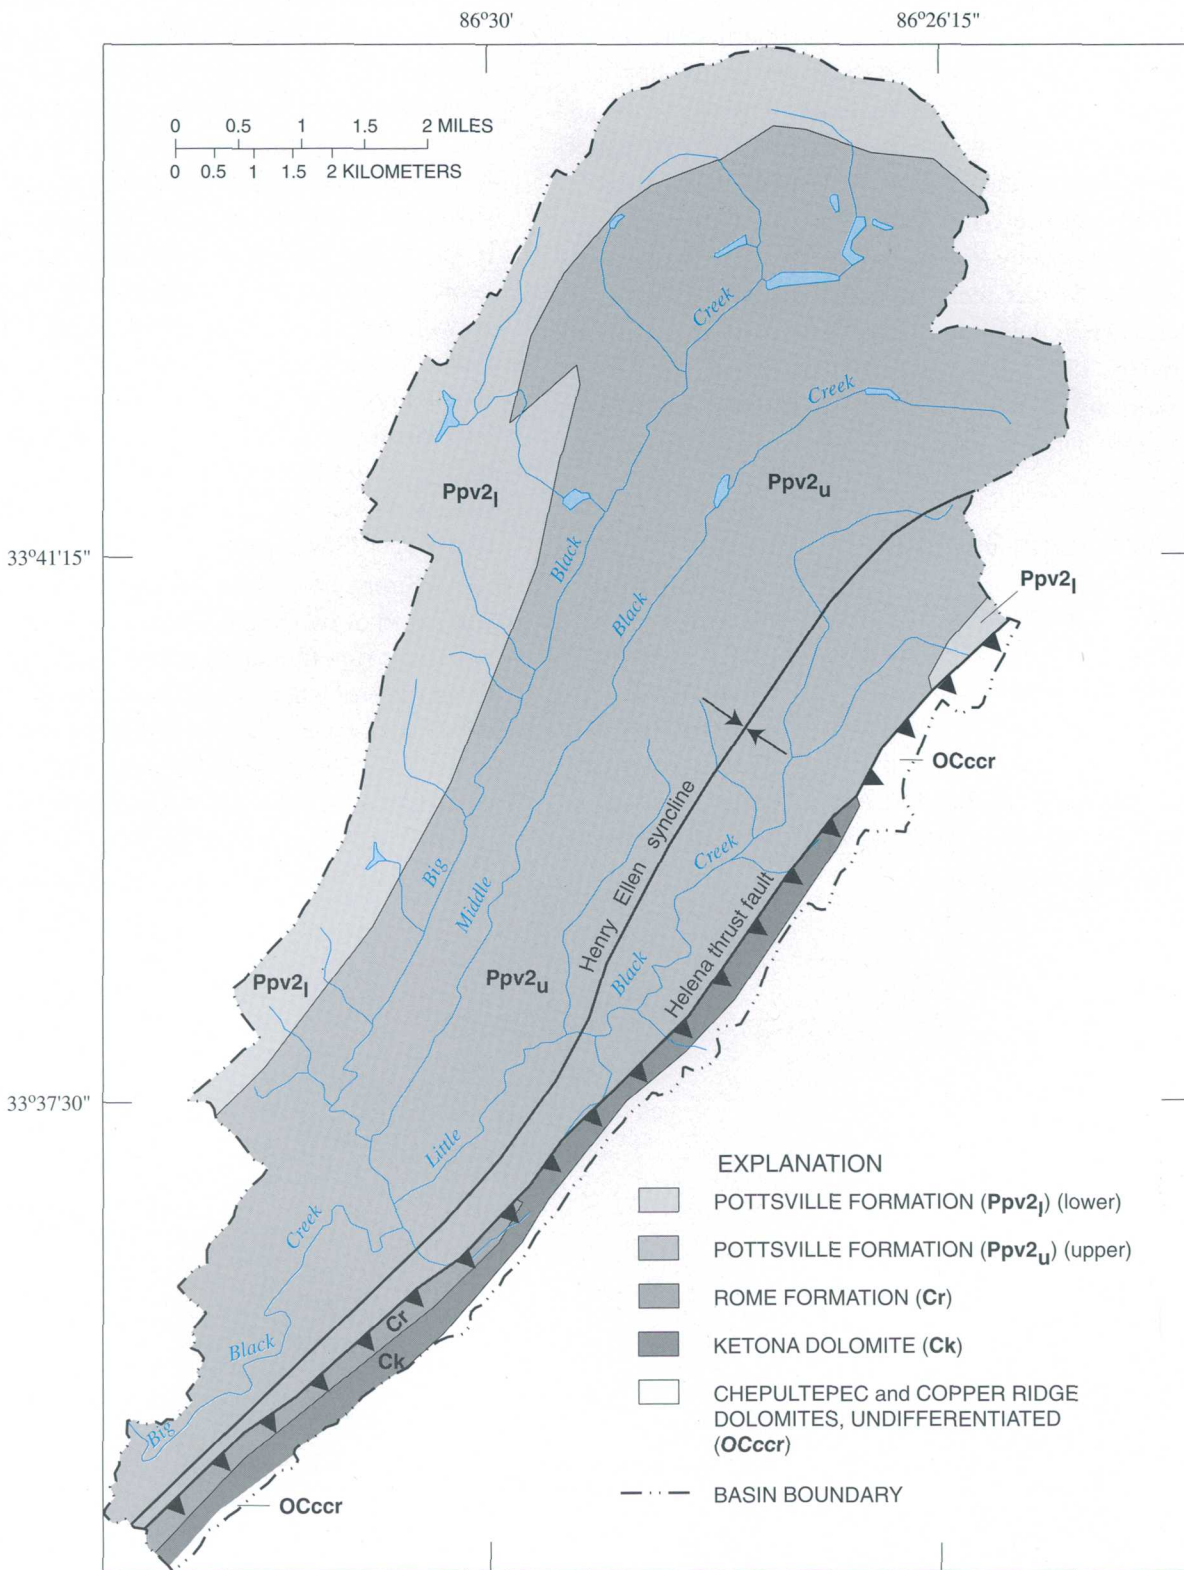 86°30'
86°26'15"
0 0.5 1 1.5 2 MILES
0 0.5 1 1.5 2 KILOMETERS
Creek
Creek
Ppv2l
Ppv2u
33°41'15"
Black
Black
Ppv2l
OCccr
Henry Ellen syncline
Creek
Big
Middle
Helena thrust fault
Ppv2l
Ppv2u
Black
33°37'30"
Little
Creek
EXPLANATION
POTTSVILLE FORMATION (Ppv2l) (lower)
POTTSVILLE FORMATION (Ppv2u) (upper)
ROME FORMATION (Cr)
KETONA DOLOMITE (Ck)
CHEPULTEPEC and COPPER RIDGE
DOLOMITES, UNDIFFERENTIATED
(OCccr)
BASIN BOUNDARY
Cr
Ck
Black
Big
OCccr